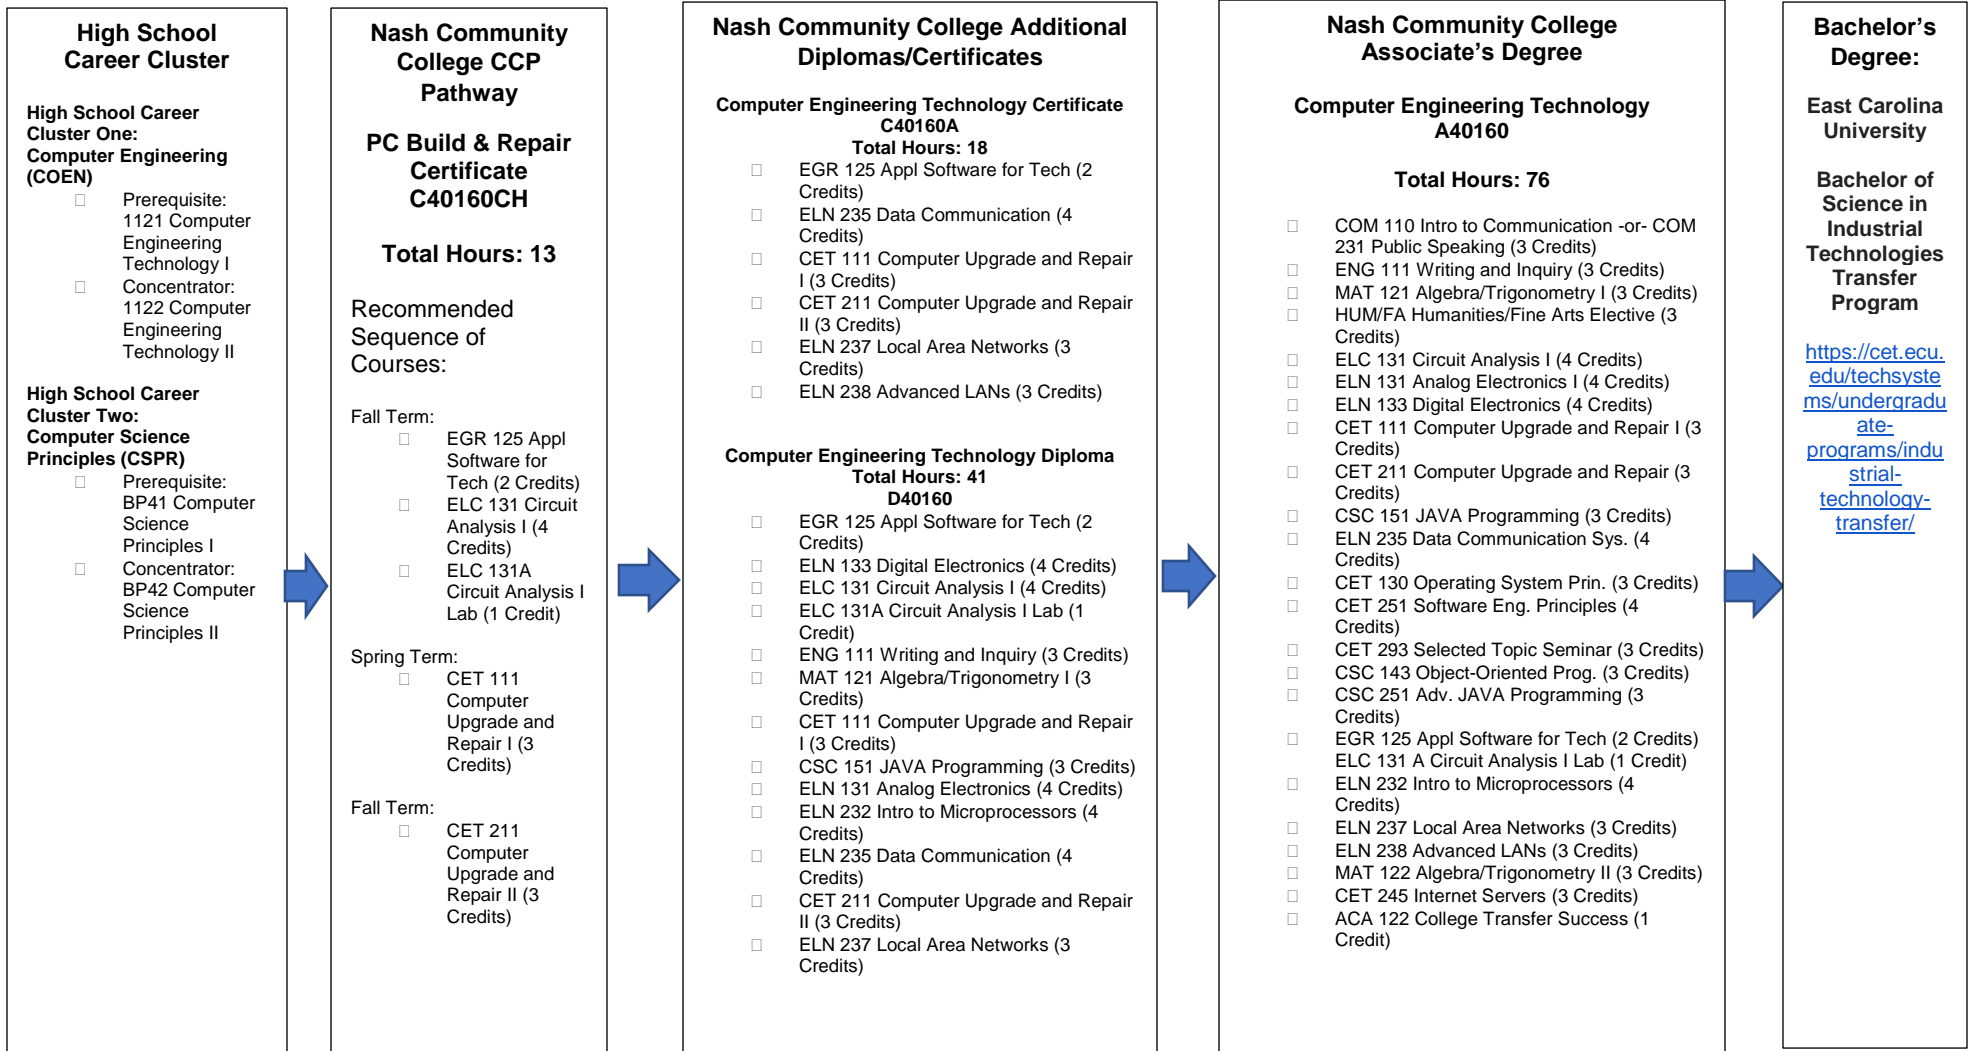 High School
Career Cluster
High School Career
Cluster One:
Computer Engineering
(COEN)
Prerequisite:
1121 Computer
Engineering
Technology I
Concentrator:
1122 Computer
Engineering
Technology II
High School Career
Cluster Two:
Computer Science
Principles (CSPR)
Prerequisite:
BP41 Computer
Science
Principles I
Concentrator:
BP42 Computer
Science
Principles II
Nash Community
College CCP
Pathway
PC Build & Repair
Certificate
C40160CH
Total Hours: 13
Recommended
Sequence of
Courses:
Fall Term:
EGR 125 Appl
Software for
Tech (2 Credits)
ELC 131 Circuit
Analysis I (4
Credits)
ELC 131A
Circuit Analysis I
Lab (1 Credit)
Spring Term:
CET 111
Computer
Upgrade and
Repair I (3
Credits)
Fall Term:
CET 211
Computer
Upgrade and
Repair II (3
Credits)
Nash Community College Additional
Diplomas/Certificates
Computer Engineering Technology Certificate
C40160A
Total Hours: 18
EGR 125 Appl Software for Tech (2
Credits)
ELN 235 Data Communication (4
Credits)
CET 111 Computer Upgrade and Repair
I (3 Credits)
CET 211 Computer Upgrade and Repair
II (3 Credits)
ELN 237 Local Area Networks (3
Credits)
ELN 238 Advanced LANs (3 Credits)
Computer Engineering Technology Diploma
Total Hours: 41
D40160
EGR 125 Appl Software for Tech (2
Credits)
ELN 133 Digital Electronics (4 Credits)
ELC 131 Circuit Analysis I (4 Credits)
ELC 131A Circuit Analysis I Lab (1
Credit)
ENG 111 Writing and Inquiry (3 Credits)
MAT 121 Algebra/Trigonometry I (3
Credits)
CET 111 Computer Upgrade and Repair
I (3 Credits)
CSC 151 JAVA Programming (3 Credits)
ELN 131 Analog Electronics (4 Credits)
ELN 232 Intro to Microprocessors (4
Credits)
ELN 235 Data Communication (4
Credits)
CET 211 Computer Upgrade and Repair
II (3 Credits)
ELN 237 Local Area Networks (3
Credits)
Nash Community College
Associate's Degree
Computer Engineering Technology
A40160
Total Hours: 76
COM 110 Intro to Communication -or- COM
231 Public Speaking (3 Credits)
ENG 111 Writing and Inquiry (3 Credits)
MAT 121 Algebra/Trigonometry I (3 Credits)
HUM/FA Humanities/Fine Arts Elective (3
Credits)
ELC 131 Circuit Analysis I (4 Credits)
ELN 131 Analog Electronics I (4 Credits)
ELN 133 Digital Electronics (4 Credits)
CET 111 Computer Upgrade and Repair I (3
Credits)
CET 211 Computer Upgrade and Repair (3
Credits)
CSC 151 JAVA Programming (3 Credits)
ELN 235 Data Communication Sys. (4
Credits)
CET 130 Operating System Prin. (3 Credits)
CET 251 Software Eng. Principles (4
Credits)
CET 293 Selected Topic Seminar (3 Credits)
CSC 143 Object-Oriented Prog. (3 Credits)
CSC 251 Adv. JAVA Programming (3
Credits)
EGR 125 Appl Software for Tech (2 Credits)
ELC 131 A Circuit Analysis I Lab (1 Credit)
ELN 232 Intro to Microprocessors (4
Credits)
ELN 237 Local Area Networks (3 Credits)
ELN 238 Advanced LANs (3 Credits)
MAT 122 Algebra/Trigonometry II (3 Credits)
CET 245 Internet Servers (3 Credits)
ACA 122 College Transfer Success (1
Credit)
Bachelor's
Degree:
East Carolina
University
Bachelor of
Science in
Industrial
Technologies
Transfer
Program
https://cet.ecu.
edu/techsyste
ms/undergradu
ate-
programs/indu
strial-
technology-
transfer/